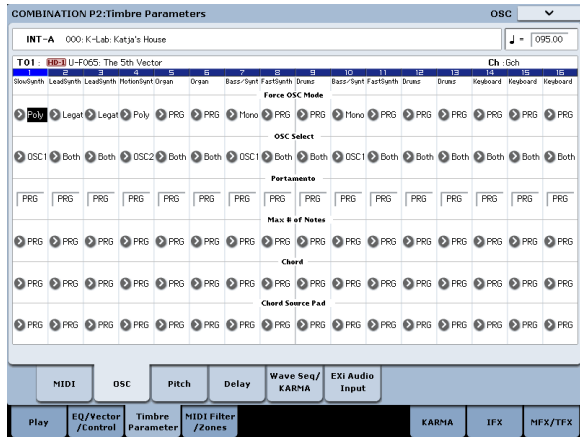 COMBINATION P2:Timbre Parameters OSC
INT-A 000: K-Lab: Katja's House ♩ = 095.00
T01 : HD-1 U-F065: The 5th Vector Ch :Gch
1 2 3 4 5 6 7 8 9 10 11 12 13 14 15 16
SlowSynth LeadSynth LeadSynth MotionSynt Organ Organ Bass/Synt FastSynth Drums Bass/Synt FastSynth Drums Drums Keyboard Keyboard Keyboard
Force OSC Mode
Poly Legat Legat Poly PRG PRG Mono PRG PRG Mono PRG PRG PRG PRG PRG PRG
OSC Select
OSC1 Both Both OSC2 Both Both OSC1 Both Both OSC1 Both Both Both Both Both Both
Portamento
PRG PRG PRG PRG PRG PRG PRG PRG PRG PRG PRG PRG PRG PRG PRG PRG
Max # of Notes
PRG PRG PRG PRG PRG PRG PRG PRG PRG PRG PRG PRG PRG PRG PRG PRG
Chord
PRG PRG PRG PRG PRG PRG PRG PRG PRG PRG PRG PRG PRG PRG PRG PRG
Chord Source Pad
PRG PRG PRG PRG PRG PRG PRG PRG PRG PRG PRG PRG PRG PRG PRG PRG
MIDI OSC Pitch Delay Wave Seq/ EXi Audio
KARMA Input
Play EQ/Vector Timbre MIDI Filter KARMA IFX MFX/TFX
/Control Parameter /Zones